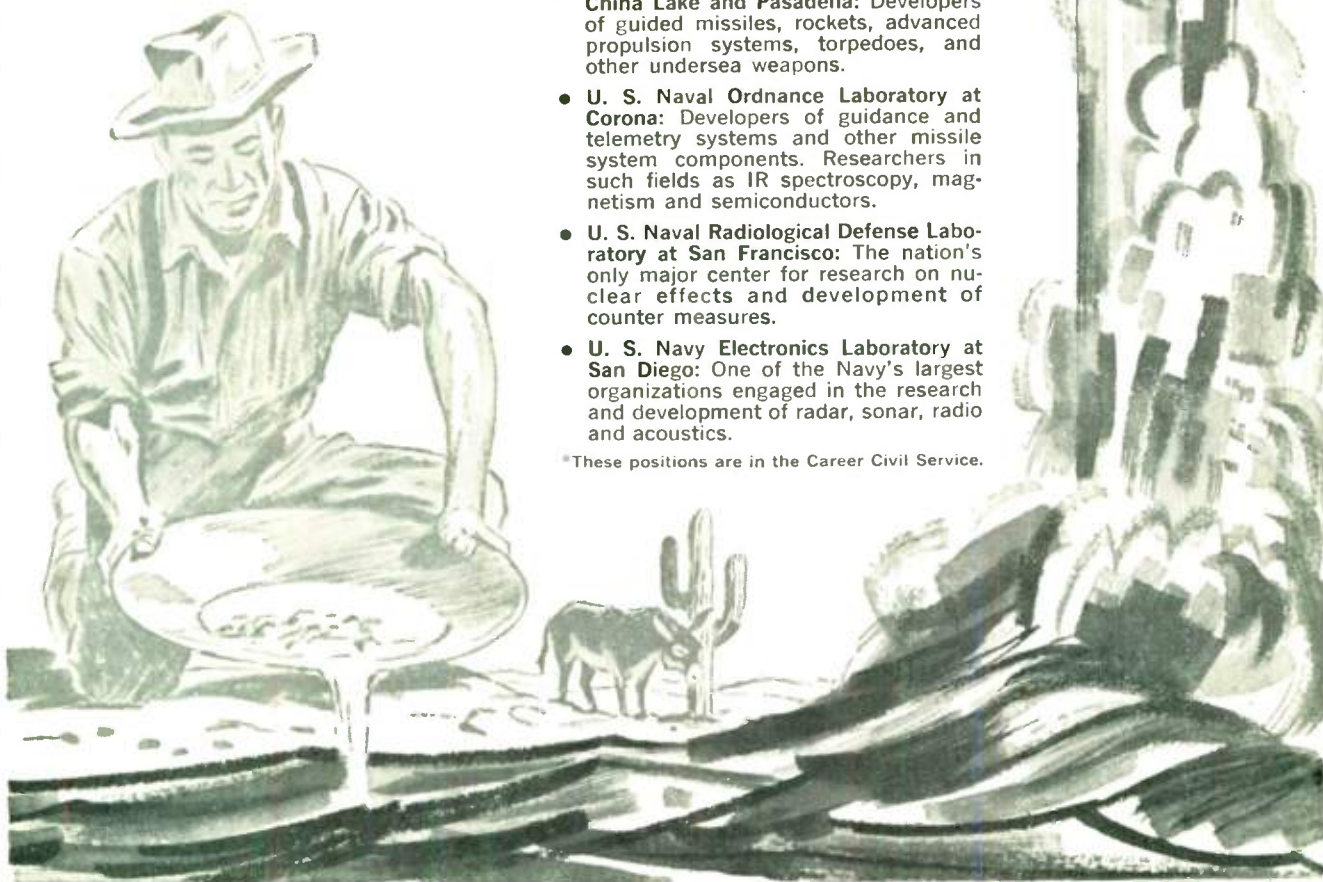 China Lake and Pasadena: Developers
of guided missiles, rockets, advanced
propulsion systems, torpedoes, and
other undersea weapons.
• U. S. Naval Ordnance Laboratory at
Corona: Developers of guidance and
telemetry systems and other missile
system components. Researchers in
such fields as IR spectroscopy, mag-
netism and semiconductors.
• U. S. Naval Radiological Defense Labo-
ratory at San Francisco: The nation's
only major center for research on nu-
clear effects and development of
counter measures.
• U. S. Navy Electronics Laboratory at
San Diego: One of the Navy's largest
organizations engaged in the research
and development of radar, sonar, radio
and acoustics.
*These positions are in the Career Civil Service.